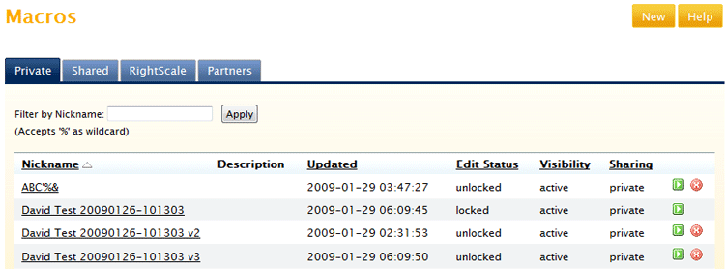 Macros
New Help
Private Shared RightScale Partners
Filter by Nickname: Apply
(Accepts '%' as wildcard)
Nickname Description Updated Edit Status Visibility Sharing
ABC%& 2009-01-29 03:47:27 unlocked active private
David Test 20090126-101303 2009-01-29 06:09:45 locked active private
David Test 20090126-101303 v2 2009-01-29 02:31:53 unlocked active private
David Test 20090126-101303 v3 2009-01-29 06:09:50 unlocked active private